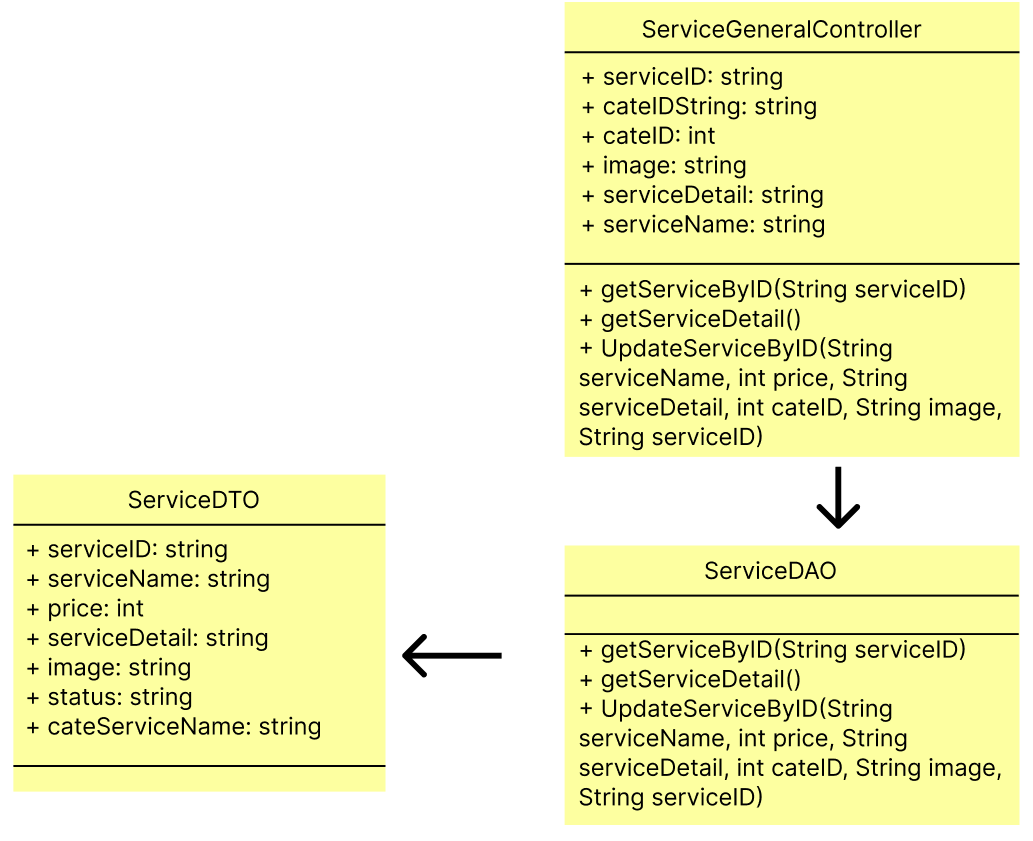 ServiceGeneralController
+ serviceID: string
+ cateIDString: string
+ cateID: int
+ image: string
+ serviceDetail: string
+ serviceName: string
+ getServiceByID(String serviceID)
+ getServiceDetail()
+ UpdateServiceByID(String
serviceName, int price, String
serviceDetail, int cateID, String image,
String serviceID)
ServiceDTO
+ serviceID: string
+ serviceName: string
+ price: int
+ serviceDetail: string
+ image: string
+ status: string
+ cateServiceName: string
ServiceDAO
+ getServiceByID(String serviceID)
+ getServiceDetail()
+ UpdateServiceByID(String
serviceName, int price, String
serviceDetail, int cateID, String image,
String serviceID)